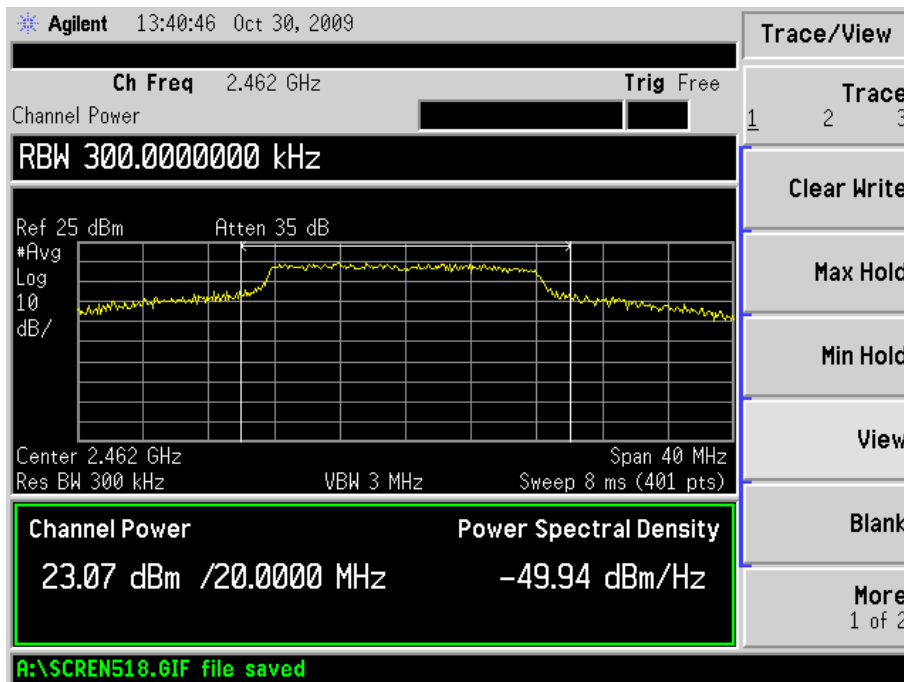 Agilent 13:40:46 Oct 30, 2009
Ch Freq 2.462 GHz Trig Free
Channel Power
RBW 300.0000000 kHz
Ref 25 dBm Atten 35 dB
#Avg
Log
10
dB/
Center 2.462 GHz Span 40 MHz
Res BW 300 kHz VBW 3 MHz Sweep 8 ms (401 pts)
Channel Power Power Spectral Density
23.07 dBm /20.0000 MHz -49.94 dBm/Hz
A:\SCREN518.GIF file saved
Trace/View
Trace
1 2 3
Clear Write
Max Hold
Min Hold
View
Blank
More
1 of 2